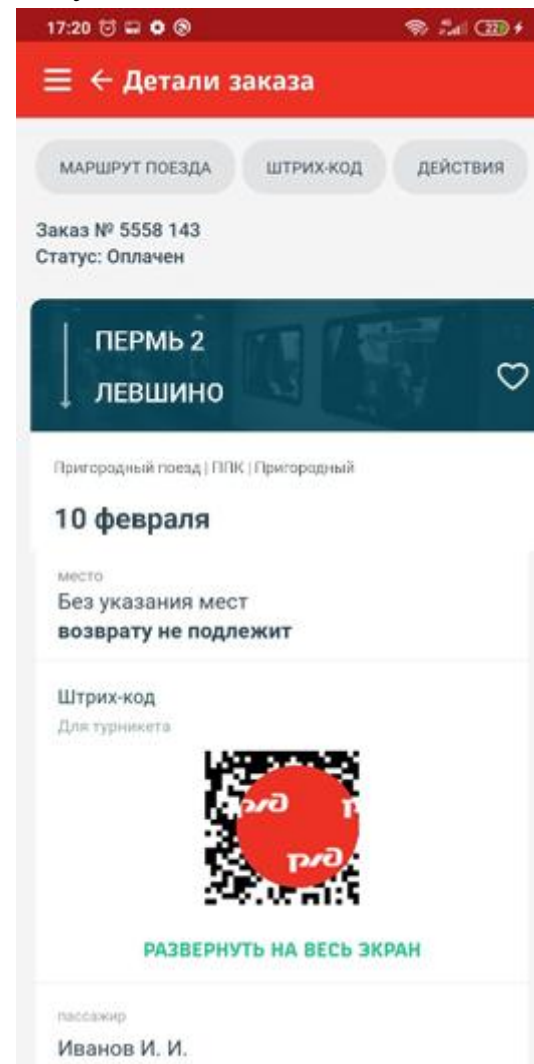 17:20
22
Детали заказа
МАРШРУТ ПОЕЗДА ШТРИХ-КОД ДЕЙСТВИЯ
Заказ № 5558 143
Статус: Оплачен
ПЕРМЬ 2
ЛЕВШИНО
Пригородный поезд | ППК | Пригородный
10 февраля
место
Без указания мест
возврату не подлежит
Штрих-код
Для турникета
РАЗВЕРНУТЬ НА ВЕСЬ ЭКРАН
пассажир
Иванов И. И.